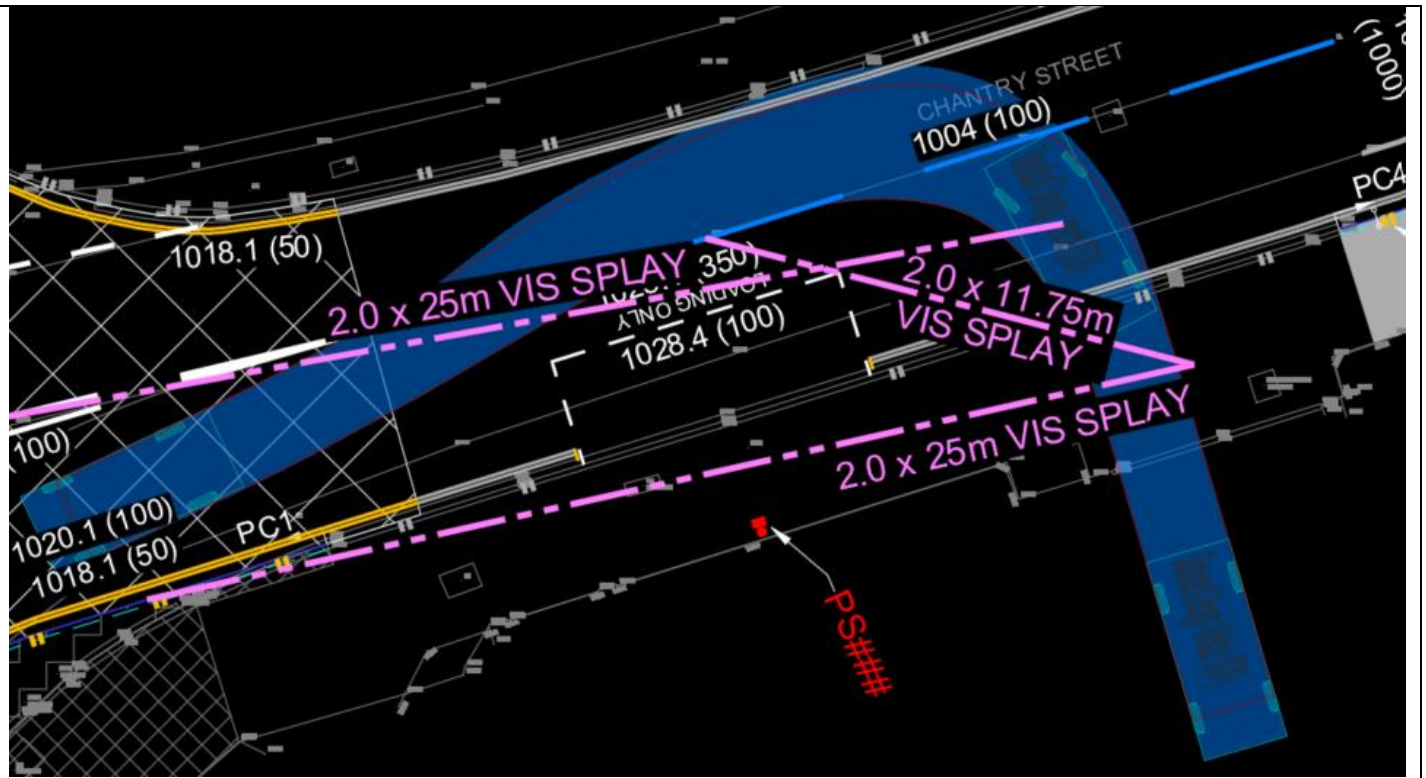 (1000)
CHANTRY STREET
1004 (100)
PC4
1018.1 (50)
2.0 x 25m VIS SPLAY
350)
LOADING ONLY
1028.4 (100)
2.0 x 11.75m
VIS SPLAY
2.0 x 25m VIS SPLAY
100)
1020.1 (100)
1018.1 (50)
PC1
PS###